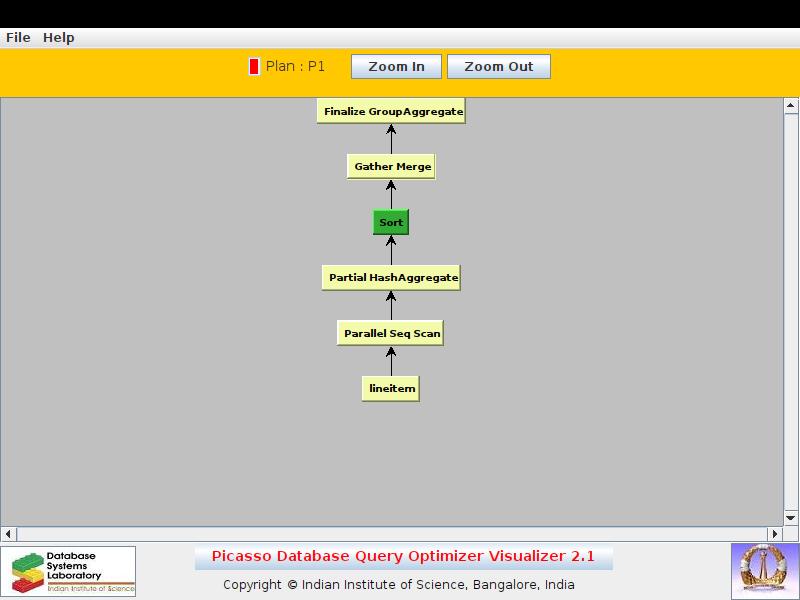 File Help
Plan : P1
Zoom In
Zoom Out
Finalize GroupAggregate
Gather Merge
Sort
Partial HashAggregate
Parallel Seq Scan
lineitem
Database
Systems
Laboratory
Indian Institute of Science
Picasso Database Query Optimizer Visualizer 2.1
Copyright © Indian Institute of Science, Bangalore, India